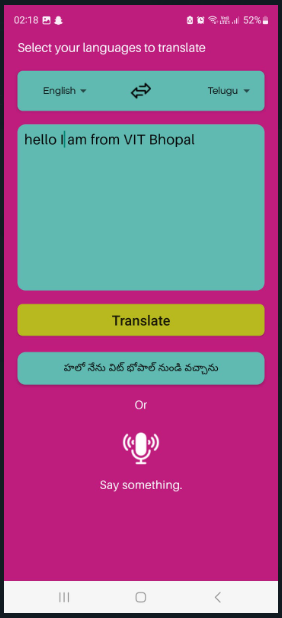 02:18 52%
Select your languages to translate
English Telugu
hello I am from VIT Bhopal
Translate
హలో నేను విట్ భోపాల్ నుండి వచ్చాను
Or
Say something.